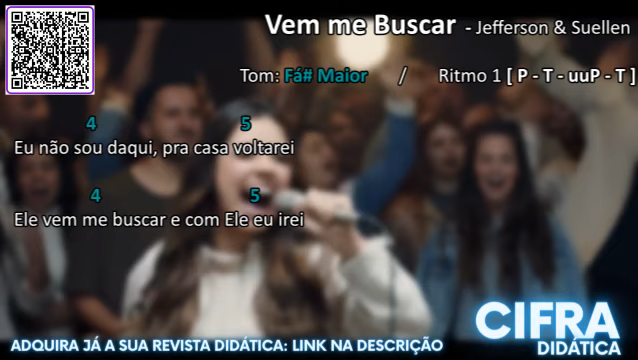 Vem me Buscar - Jefferson & Suellen
Tom: Fá# Maior / Ritmo 1 [ P - T - uuP - T ]
4 5
Eu não sou daqui, pra casa voltarei
4 5
Ele vem me buscar e com Ele eu irei
CIFRA
DIDÁTICA
ADQUIRA JÁ A SUA REVISTA DIDÁTICA: LINK NA DESCRIÇÃO